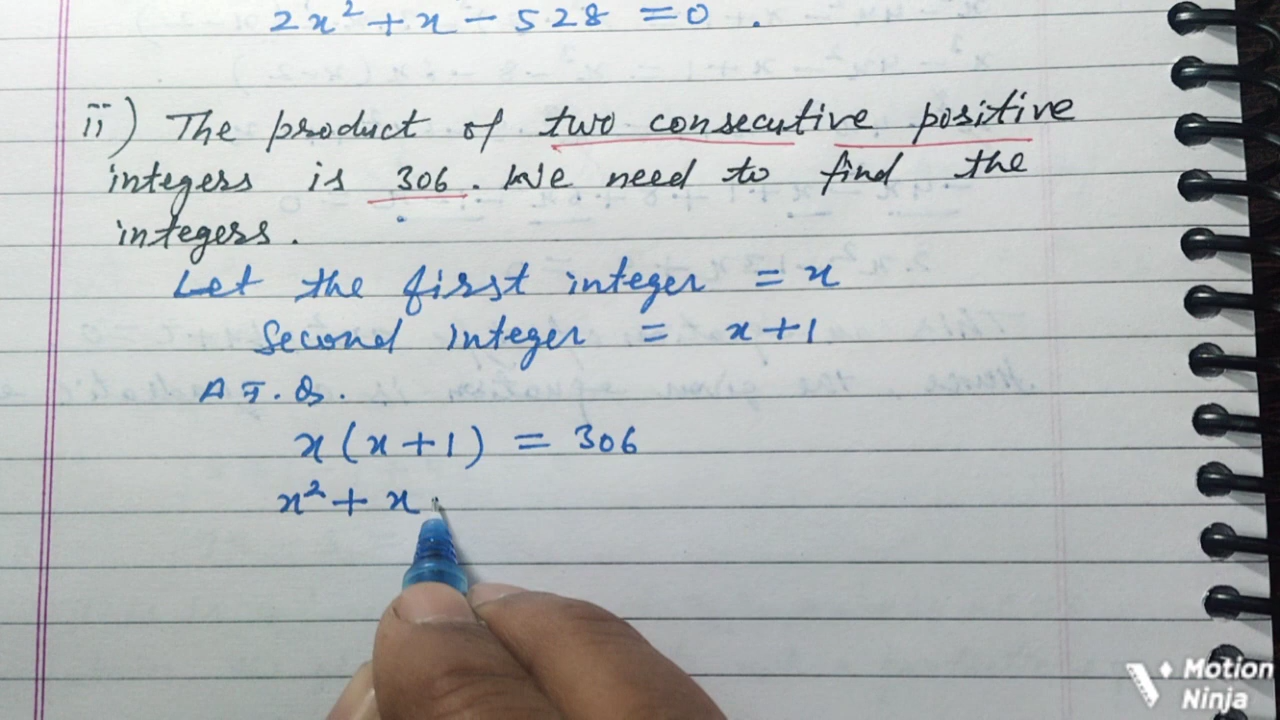 2x² + x - 528 = 0 .
ii) The product of two consecutive positive
integers is 306. We need to find the
integers.
Let the first integer = x
Second integer = x+1
A T. Q.
x(x+1) = 306
x² + x
Motion
Ninja